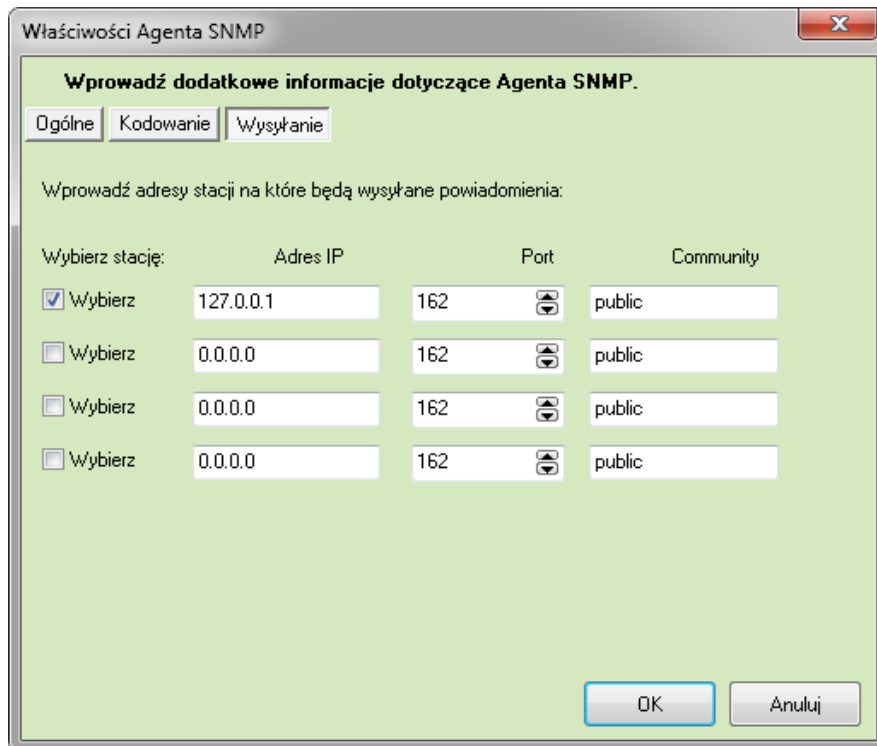 Właściwości Agenta SNMP
Wprowadź dodatkowe informacje dotyczące Agenta SNMP.
Ogólne Kodowanie Wysyłanie
Wprowadź adresy stacji na które będą wysyłane powiadomienia:
Wybierz stację: Adres IP Port Community
Wybierz 127.0.0.1 162 public
Wybierz 0.0.0.0 162 public
Wybierz 0.0.0.0 162 public
Wybierz 0.0.0.0 162 public
OK Anuluj